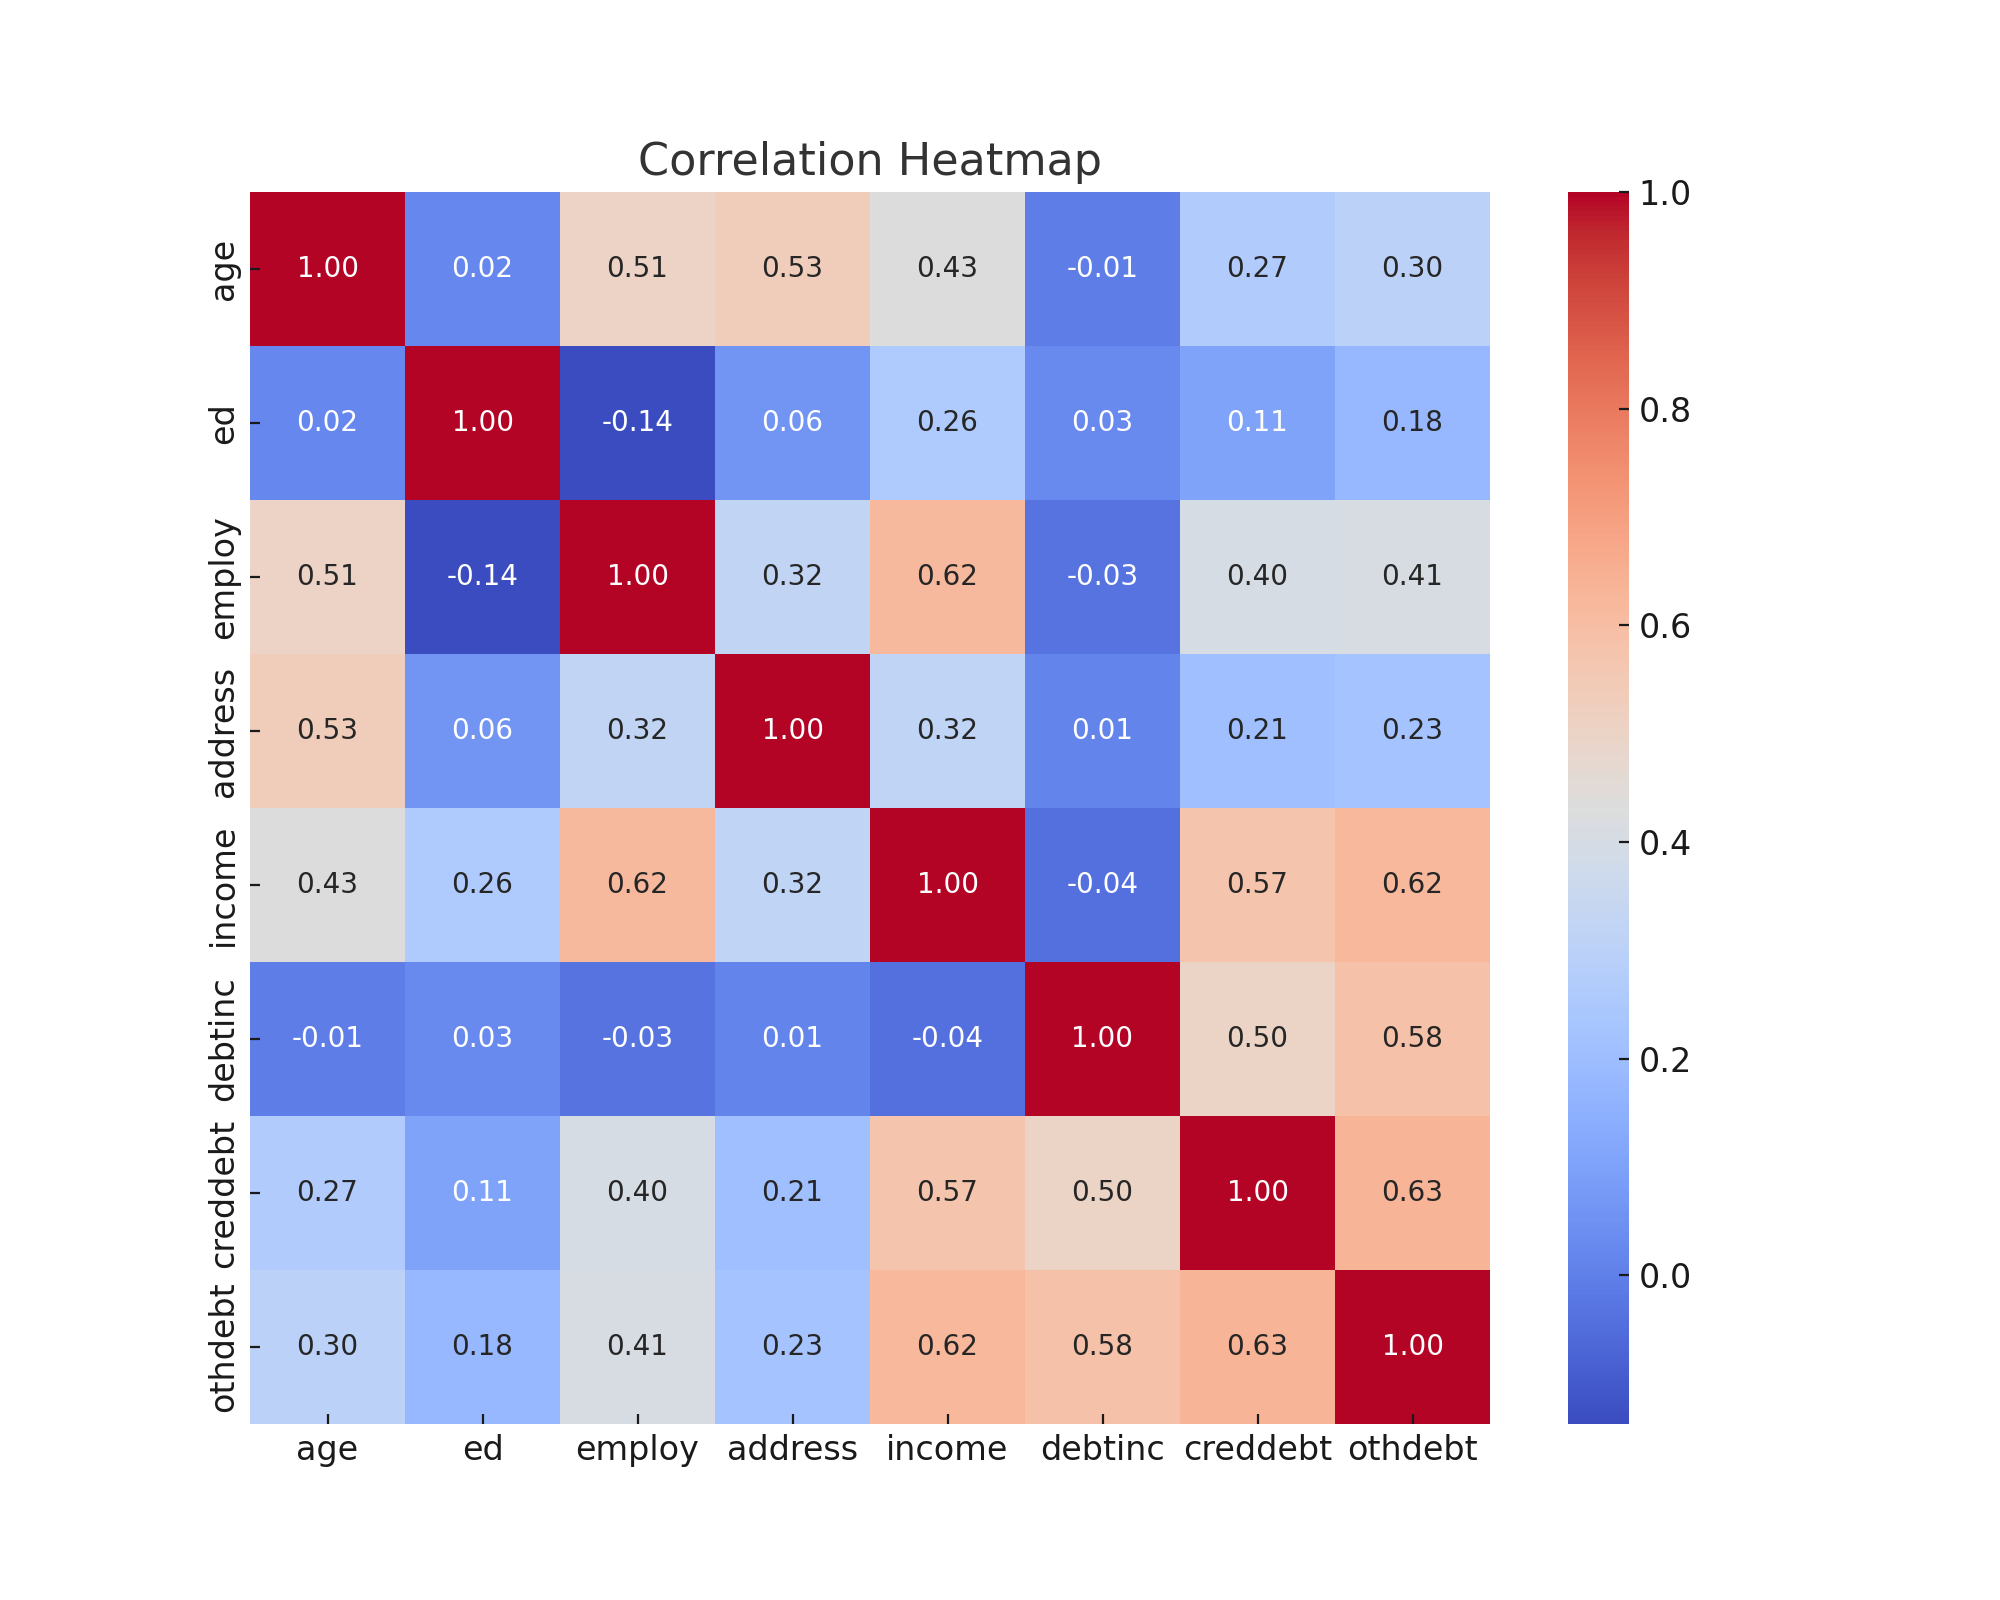 Correlation Heatmap
age 1.00 0.02 0.51 0.53 0.43 -0.01 0.27 0.30
ed 0.02 1.00 -0.14 0.06 0.26 0.03 0.11 0.18
employ 0.51 -0.14 1.00 0.32 0.62 -0.03 0.40 0.41
address 0.53 0.06 0.32 1.00 0.32 0.01 0.21 0.23
income 0.43 0.26 0.62 0.32 1.00 -0.04 0.57 0.62
debtinc -0.01 0.03 -0.03 0.01 -0.04 1.00 0.50 0.58
creddebt 0.27 0.11 0.40 0.21 0.57 0.50 1.00 0.63
othdebt 0.30 0.18 0.41 0.23 0.62 0.58 0.63 1.00
age ed employ address income debtinc creddebt othdebt
1.0
0.8
0.6
0.4
0.2
0.0